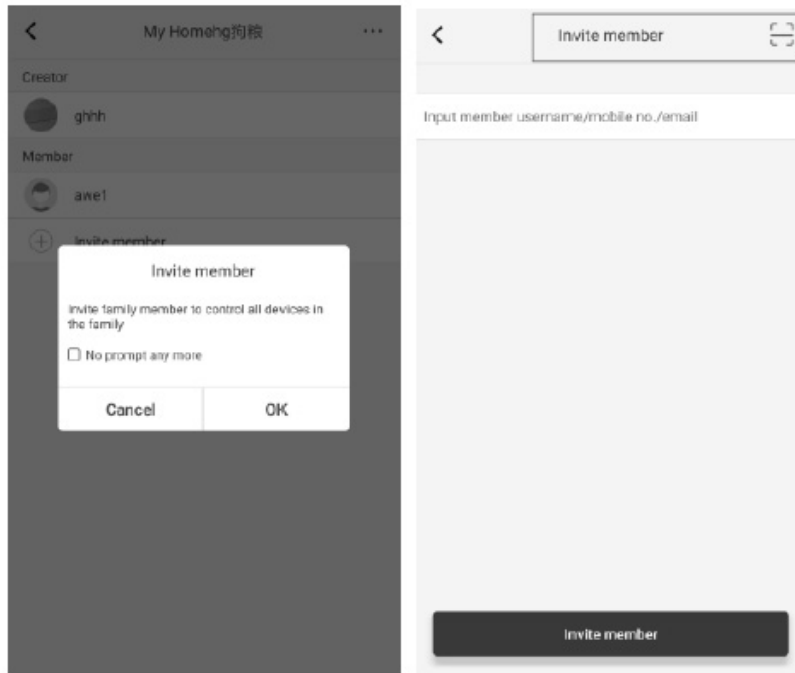 My Homehg狗粮
Creator
ghhh
Member
awe1
Invite member
Invite member
Invite family member to control all devices in
the family
No prompt any more
Cancel
OK
Invite member
Input member username/mobile no./email
Invite member